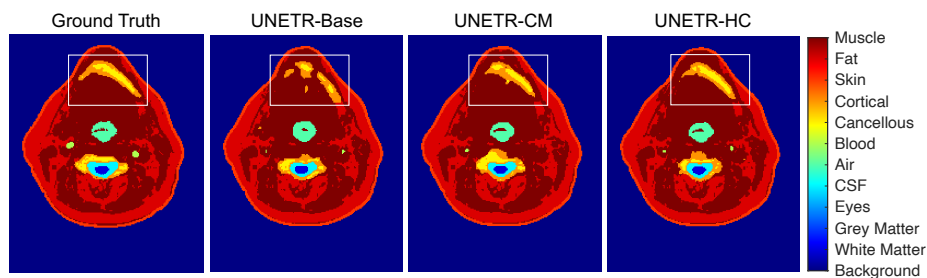 Ground Truth
UNETR-Base
UNETR-CM
UNETR-HC
Muscle
Fat
Skin
Cortical
Cancellous
Blood
Air
CSF
Eyes
Grey Matter
White Matter
Background